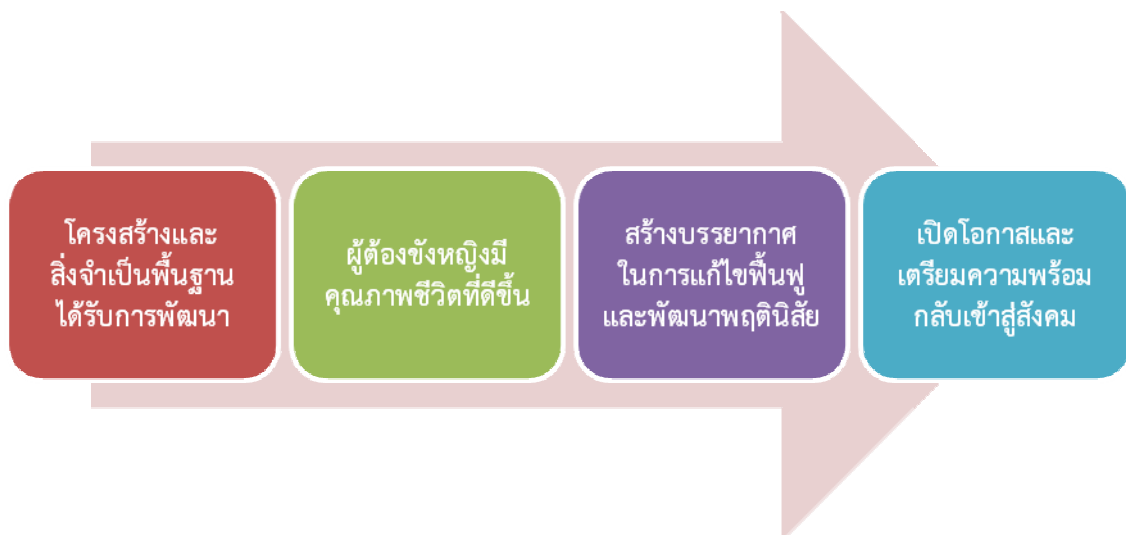 โครงสร้างและ
สิ่งจำเป็นพื้นฐาน
ได้รับการพัฒนา
ผู้ต้องขังหญิงมี
คุณภาพชีวิตที่ดีขึ้น
สร้างบรรยากาศ
ในการแก้ไขฟื้นฟู
และพัฒนาพฤตินิสัย
เปิดโอกาสและ
เตรียมความพร้อม
กลับเข้าสู่สังคม